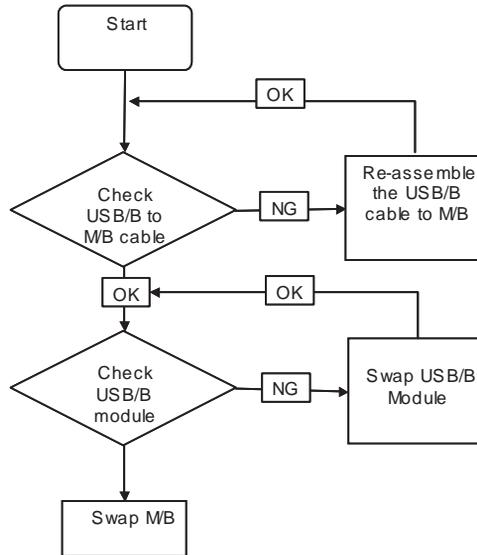 Start
OK
Check
USB/B to
M/B cable
NG
Re-assemble
the USB/B
cable to M/B
OK
OK
Check
USB/B
module
NG
Swap USB/B
Module
Swap M/B